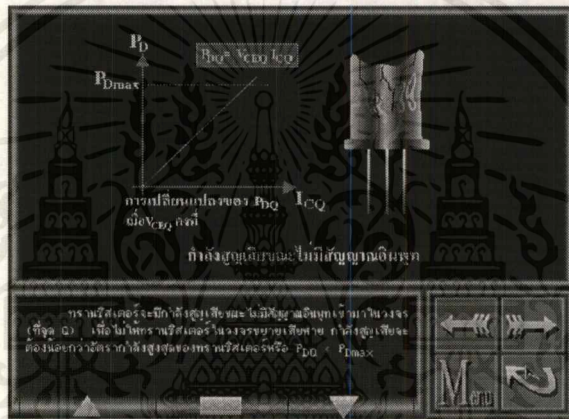 P_D
P_DQ = V_CEQ I_CQ
P_Dmax
การเปลี่ยนแปลงของ P_DQ
I_CQ
เมื่อ V_CEQ คงที่
กำลังสูญเสียขณะไม่มีสัญญาณอินพุท
ทรานซิสเตอร์จะมีกำลังสูญเสียขณะไม่มีสัญญาณอินพุทเข้ามาในวงจร
(ที่จุด Q) เพื่อไม่ให้ทรานซิสเตอร์ในวงจรขยายเสียหาย กำลังสูญเสียจะ
ต้องน้อยกว่าอัตรากำลังสูงสุดของทรานซิสเตอร์หรือ P_DQ < P_Dmax
Menu